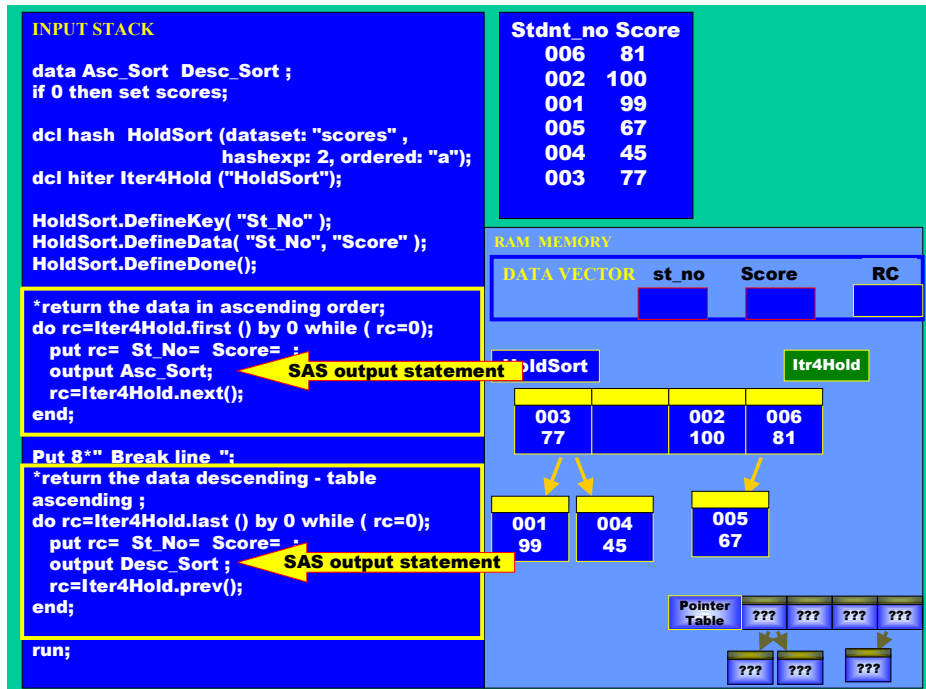 INPUT STACK
data Asc_Sort Desc_Sort ;
if 0 then set scores;
dcl hash HoldSort (dataset: "scores" ,
hashexp: 2, ordered: "a");
dcl hiter Iter4Hold ("HoldSort");
HoldSort.DefineKey( "St_No" );
HoldSort.DefineData( "St_No", "Score" );
HoldSort.DefineDone();
*return the data in ascending order;
do rc=Iter4Hold.first () by 0 while ( rc=0);
put rc= St_No= Score= ;
output Asc_Sort;
SAS output statement
rc=Iter4Hold.next();
end;
Put 8*" Break line ";
*return the data descending - table
ascending ;
do rc=Iter4Hold.last () by 0 while ( rc=0);
put rc= St_No= Score= ;
output Desc_Sort ;
SAS output statement
rc=Iter4Hold.prev();
end;
run;
Stdnt_no Score
006 81
002 100
001 99
005 67
004 45
003 77
RAM MEMORY
DATA VECTOR st_no Score RC
oldSort Itr4Hold
003 002 006
77 100 81
001 004 005
99 45 67
Pointer
Table
??? ??? ??? ???
??? ??? ???